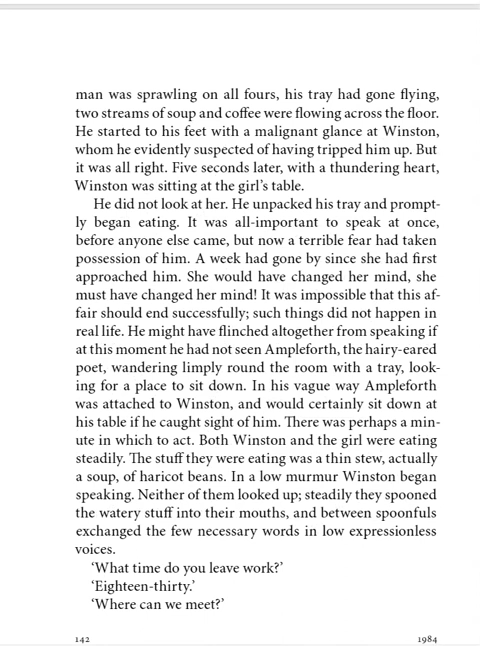 man was sprawling on all fours, his tray had gone flying,
two streams of soup and coffee were flowing across the floor.
He started to his feet with a malignant glance at Winston,
whom he evidently suspected of having tripped him up. But
it was all right. Five seconds later, with a thundering heart,
Winston was sitting at the girl’s table.
He did not look at her. He unpacked his tray and prompt-
ly began eating. It was all-important to speak at once,
before anyone else came, but now a terrible fear had taken
possession of him. A week had gone by since she had first
approached him. She would have changed her mind, she
must have changed her mind! It was impossible that this af-
fair should end successfully; such things did not happen in
real life. He might have flinched altogether from speaking if
at this moment he had not seen Ampleforth, the hairy-eared
poet, wandering limply round the room with a tray, look-
ing for a place to sit down. In his vague way Ampleforth
was attached to Winston, and would certainly sit down at
his table if he caught sight of him. There was perhaps a min-
ute in which to act. Both Winston and the girl were eating
steadily. The stuff they were eating was a thin stew, actually
a soup, of haricot beans. In a low murmur Winston began
speaking. Neither of them looked up; steadily they spooned
the watery stuff into their mouths, and between spoonfuls
exchanged the few necessary words in low expressionless
voices.
‘What time do you leave work?’
‘Eighteen-thirty.’
‘Where can we meet?’
142 1984